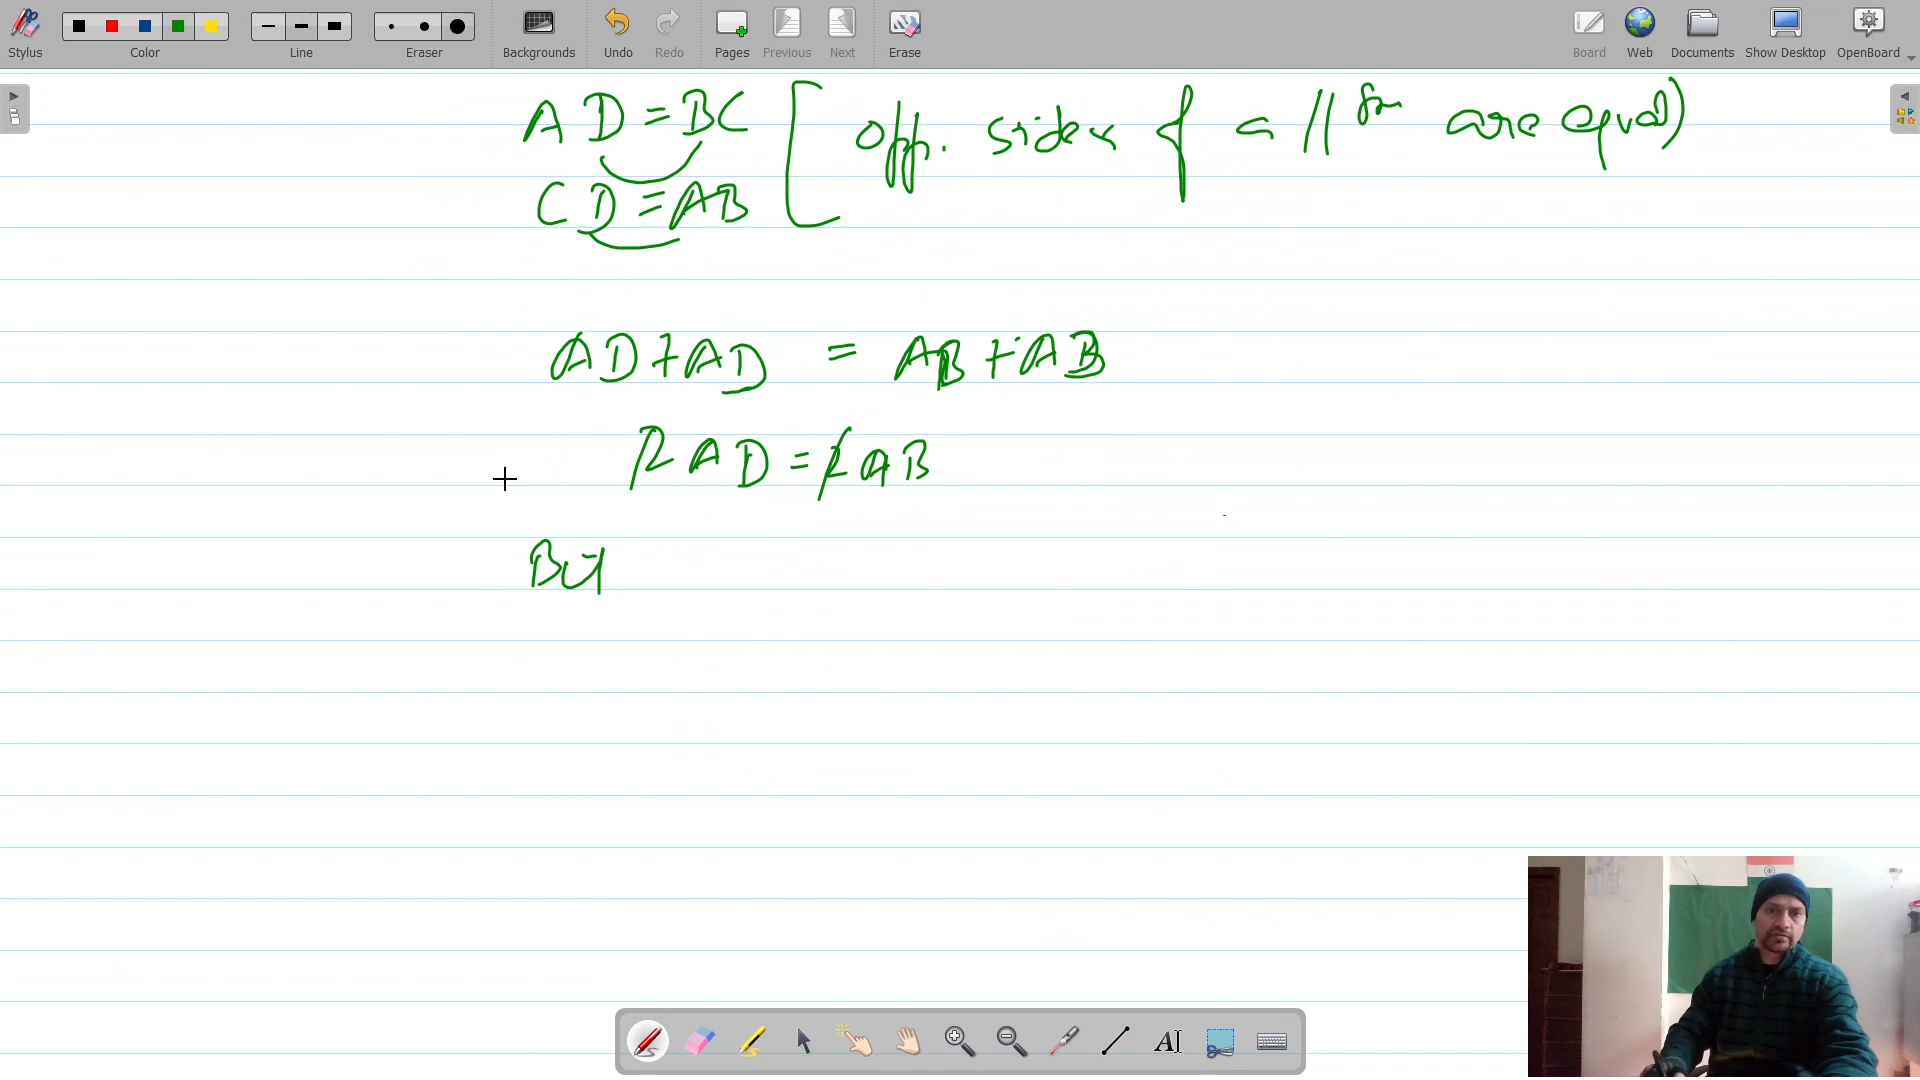 Stylus Color Line Eraser Backgrounds Undo Redo Pages Previous Next Erase Board Web Documents Show Desktop OpenBoard
AD = BC [ opp. sides of a ||gm are equal)
CD = AB
AD + AD = AB + AB
2AD = 2AB
But